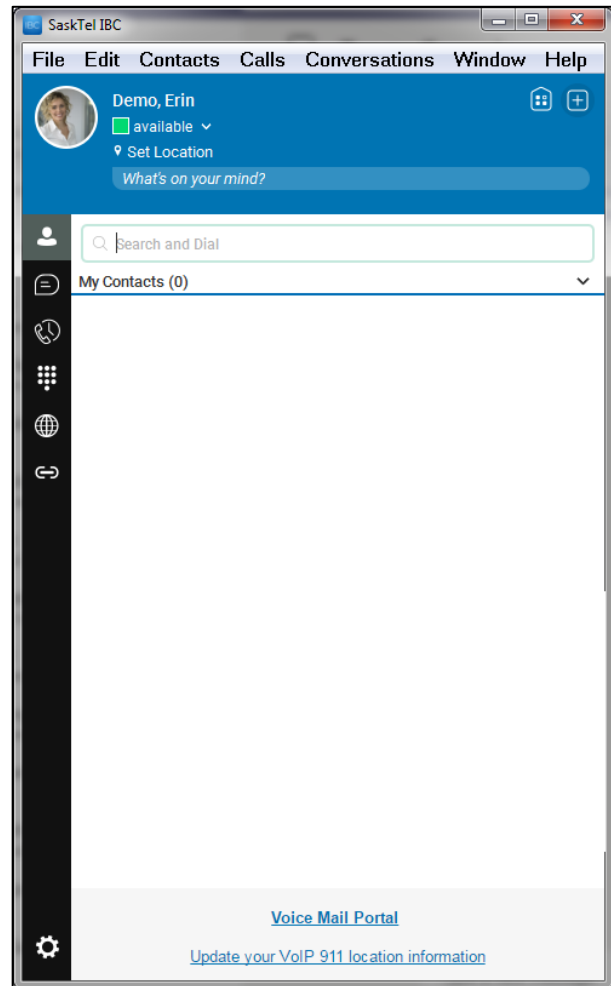 IBC SaskTel IBC
File Edit Contacts Calls Conversations Window Help
Demo, Erin
available
Set Location
What's on your mind?
Search and Dial
My Contacts (0)
Voice Mail Portal
Update your VoIP 911 location information